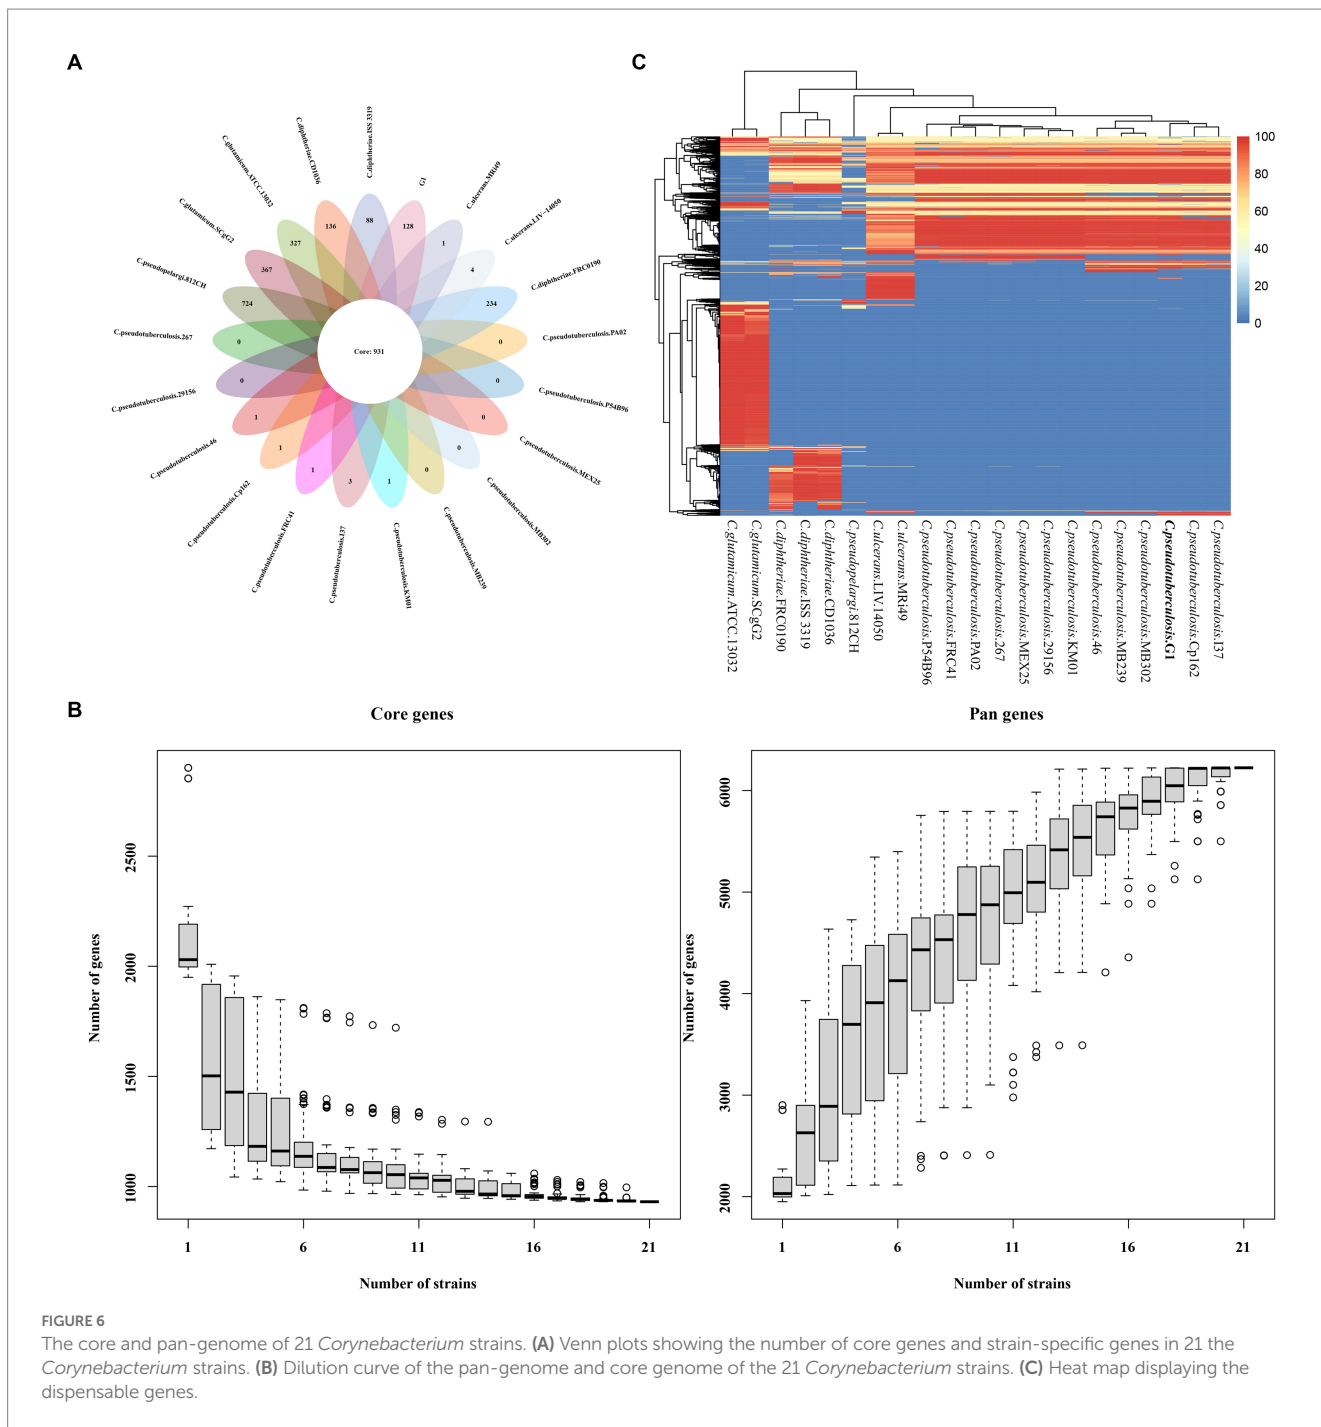 A
C.diphtheriae.ISS 3319
G1
C.ulcerans.MRi49
C.ulcerans.LIV-14050
C.diphtheriae.FRC0190
C.pseudotuberculosis.PA02
C.pseudotuberculosis.P54B96
C.pseudotuberculosis.MEX25
C.pseudotuberculosis.MB302
C.pseudotuberculosis.MB239
C.pseudotuberculosis.KM01
C.pseudotuberculosis.I37
C.pseudotuberculosis.FRC41
C.pseudotuberculosis.Cp162
C.pseudotuberculosis.46
C.pseudotuberculosis.29156
C.pseudotuberculosis.267
C.pseudopelargi.812CH
C.glutamicum.SCgG2
C.glutamicum.ATCC.13032
C.diphtheriae.CD1036
88
128
1
4
234
0
0
0
0
0
1
3
1
1
1
0
0
724
367
327
136
Core: 931
C
100
80
60
40
20
0
C.glutamicum.ATCC.13032
C.glutamicum.SCgG2
C.diphtheriae.FRC0190
C.diphtheriae.ISS 3319
C.diphtheriae.CD1036
C.pseudopelargi.812CH
C.ulcerans.LIV.14050
C.ulcerans.MRi49
C.pseudotuberculosis.P54B96
C.pseudotuberculosis.FRC41
C.pseudotuberculosis.PA02
C.pseudotuberculosis.267
C.pseudotuberculosis.MEX25
C.pseudotuberculosis.29156
C.pseudotuberculosis.KM01
C.pseudotuberculosis.46
C.pseudotuberculosis.MB239
C.pseudotuberculosis.MB302
C.pseudotuberculosis.G1
C.pseudotuberculosis.Cp162
C.pseudotuberculosis.I37
B
Core genes
Number of genes
2500
2000
1500
1000
1 6 11 16 21
Number of strains
Pan genes
Number of genes
6000
5000
4000
3000
2000
1 6 11 16 21
Number of strains
FIGURE 6
The core and pan-genome of 21 Corynebacterium strains. (A) Venn plots showing the number of core genes and strain-specific genes in 21 the
Corynebacterium strains. (B) Dilution curve of the pan-genome and core genome of the 21 Corynebacterium strains. (C) Heat map displaying the
dispensable genes.